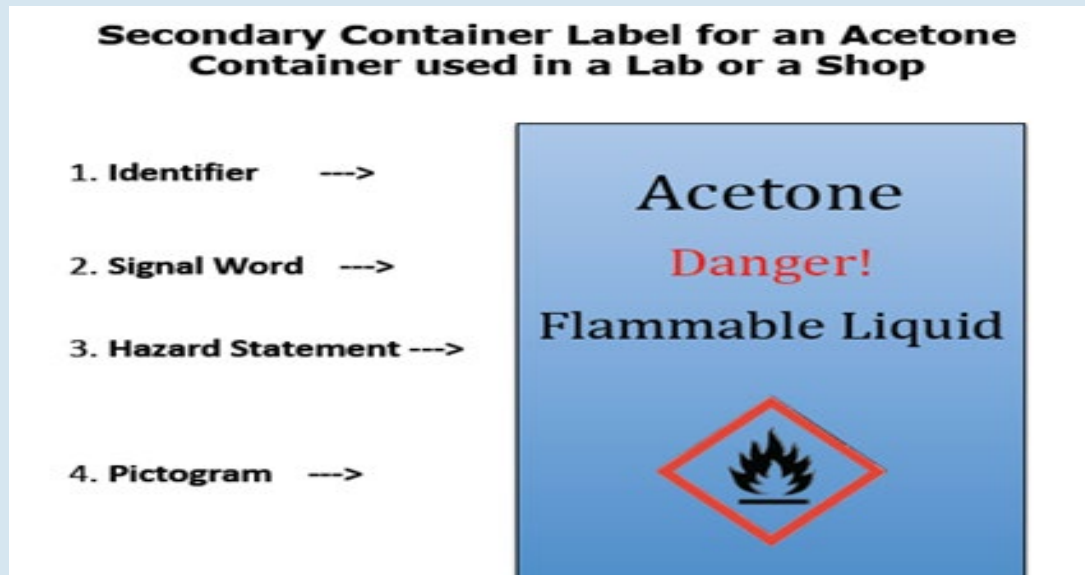 Secondary Container Label for an Acetone
Container used in a Lab or a Shop
1. Identifier --->
Acetone
2. Signal Word --->
Danger!
3. Hazard Statement --->
Flammable Liquid
4. Pictogram --->